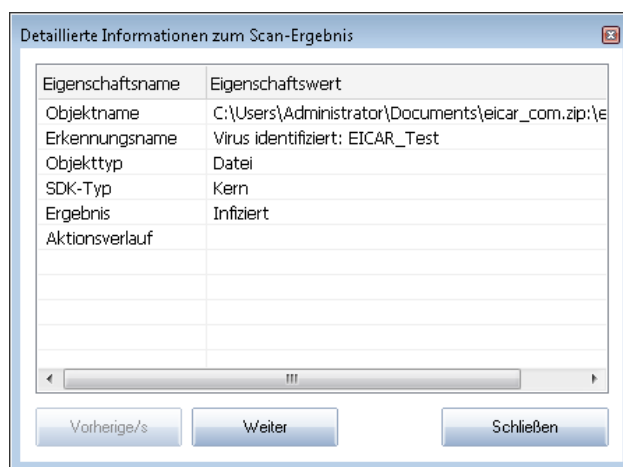 Detaillierte Informationen zum Scan-Ergebnis
Eigenschaftsname Eigenschaftswert
Objektname C:\Users\Administrator\Documents\eicar_com.zip:\e
Erkennungsname Virus identifiziert: EICAR_Test
Objekttyp Datei
SDK-Typ Kern
Ergebnis Infiziert
Aktionsverlauf
Vorherige/s Weiter Schließen